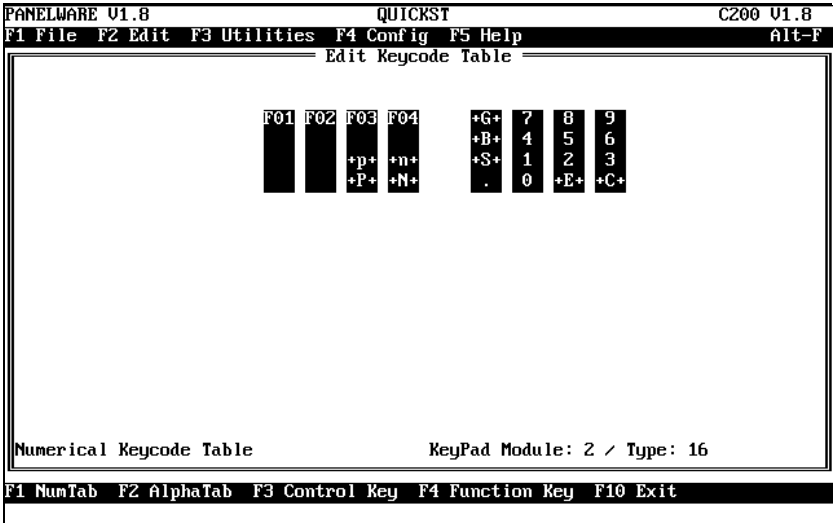 PANELWARE V1.8 QUICKST C200 V1.8
F1 File F2 Edit F3 Utilities F4 Config F5 Help Alt-F
Edit Keycode Table
F01 F02 F03 F04 +G+ 7 8 9
+B+ 4 5 6
+p+ +n+ +S+ 1 2 3
+P+ +N+ . 0 +E+ +C+
Numerical Keycode Table KeyPad Module: 2 / Type: 16
F1 NumTab F2 AlphaTab F3 Control Key F4 Function Key F10 Exit